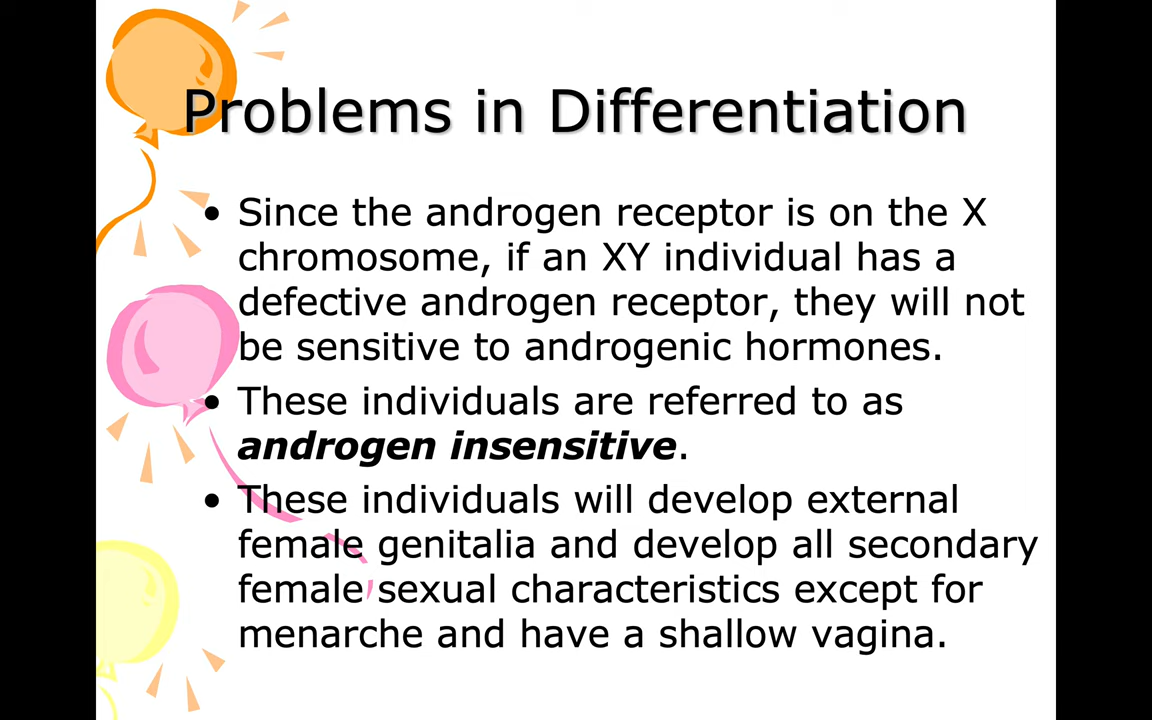 Problems in Differentiation
• Since the androgen receptor is on the X
chromosome, if an XY individual has a
defective androgen receptor, they will not
be sensitive to androgenic hormones.
• These individuals are referred to as
androgen insensitive.
• These individuals will develop external
female genitalia and develop all secondary
female sexual characteristics except for
menarche and have a shallow vagina.